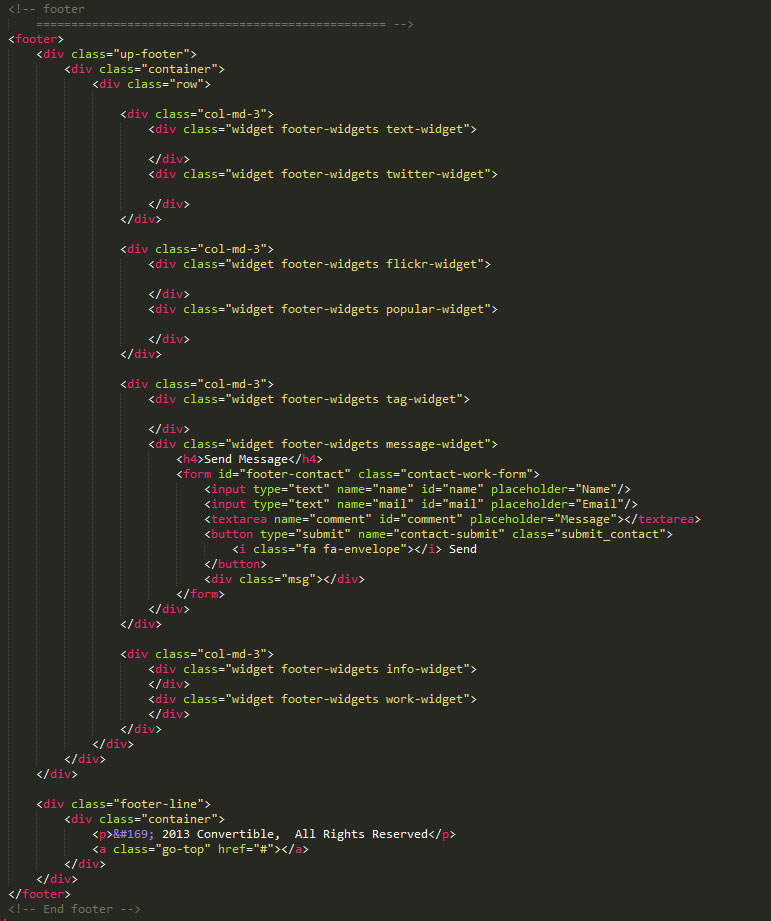 <!-- footer
================================================== -->
<footer>
<div class="up-footer">
<div class="container">
<div class="row">
<div class="col-md-3">
<div class="widget footer-widgets text-widget">
</div>
<div class="widget footer-widgets twitter-widget">
</div>
</div>
<div class="col-md-3">
<div class="widget footer-widgets flickr-widget">
</div>
<div class="widget footer-widgets popular-widget">
</div>
</div>
<div class="col-md-3">
<div class="widget footer-widgets tag-widget">
</div>
<div class="widget footer-widgets message-widget">
<h4>Send Message</h4>
<form id="footer-contact" class="contact-work-form">
<input type="text" name="name" id="name" placeholder="Name"/>
<input type="text" name="mail" id="mail" placeholder="Email"/>
<textarea name="comment" id="comment" placeholder="Message"></textarea>
<button type="submit" name="contact-submit" class="submit_contact">
<i class="fa fa-envelope"></i> Send
</button>
<div class="msg"></div>
</form>
</div>
</div>
<div class="col-md-3">
<div class="widget footer-widgets info-widget">
</div>
<div class="widget footer-widgets work-widget">
</div>
</div>
</div>
</div>
</div>
<div class="footer-line">
<div class="container">
<p>&#169; 2013 Convertible,  All Rights Reserved</p>
<a class="go-top" href="#"></a>
</div>
</div>
</footer>
<!-- End footer -->